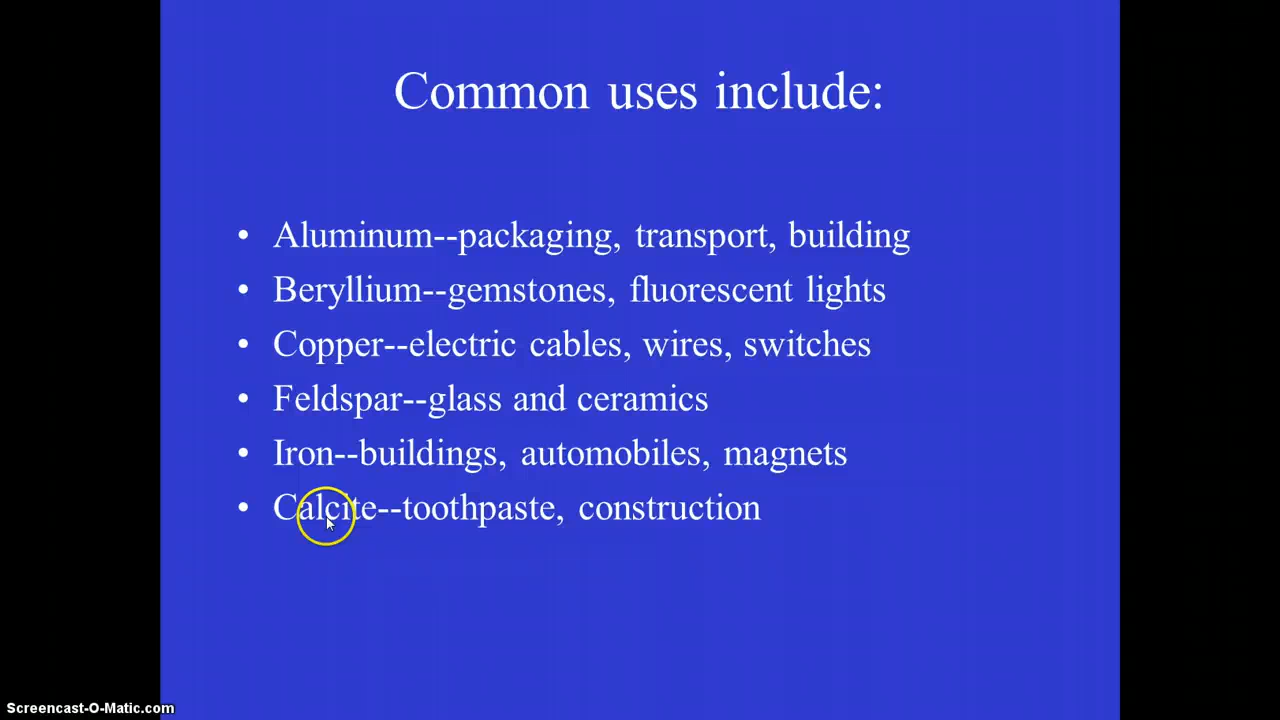 Common uses include:
• Aluminum--packaging, transport, building
• Beryllium--gemstones, fluorescent lights
• Copper--electric cables, wires, switches
• Feldspar--glass and ceramics
• Iron--buildings, automobiles, magnets
• Calcite--toothpaste, construction
Screencast-O-Matic.com